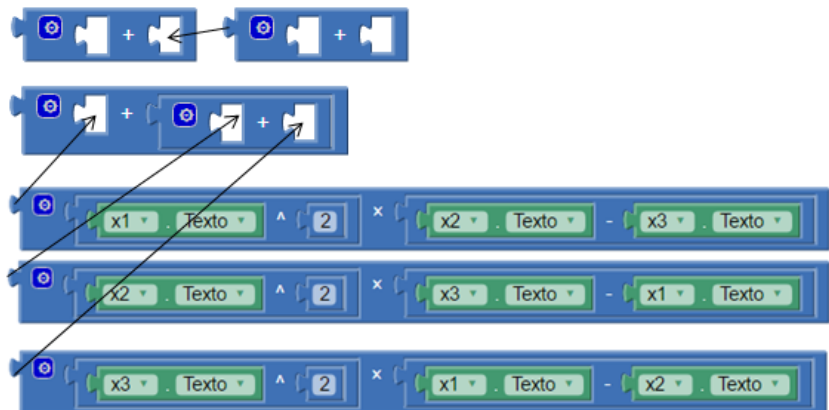 + +
+ +
x1 . Texto ^ 2 × x2 . Texto - x3 . Texto
x2 . Texto ^ 2 × x3 . Texto - x1 . Texto
x3 . Texto ^ 2 × x1 . Texto - x2 . Texto